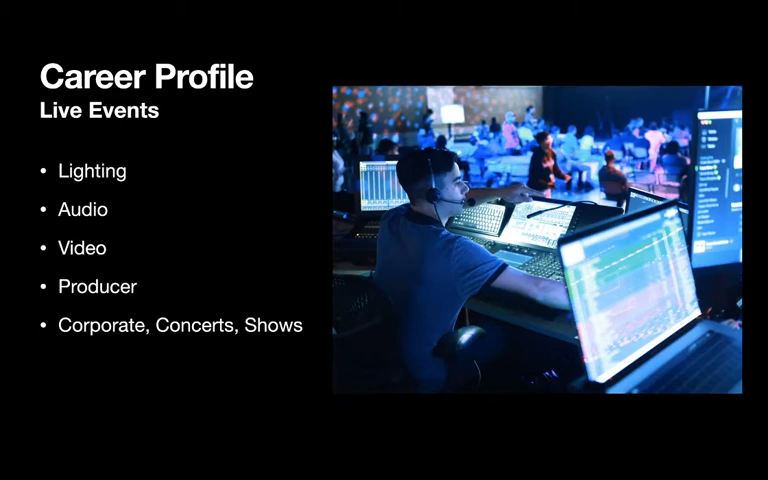 Career Profile
Live Events
• Lighting
• Audio
• Video
• Producer
• Corporate, Concerts, Shows